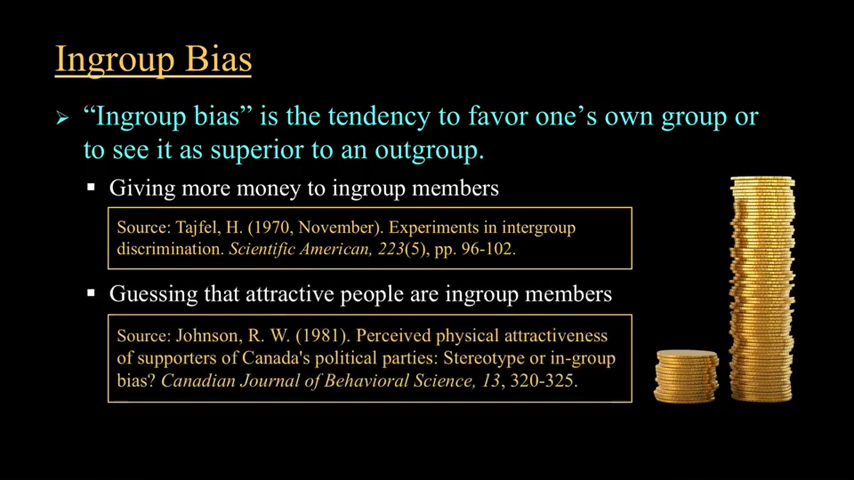 Ingroup Bias
➢ “Ingroup bias” is the tendency to favor one’s own group or
to see it as superior to an outgroup.
▪ Giving more money to ingroup members
Source: Tajfel, H. (1970, November). Experiments in intergroup
discrimination. Scientific American, 223(5), pp. 96-102.
▪ Guessing that attractive people are ingroup members
Source: Johnson, R. W. (1981). Perceived physical attractiveness
of supporters of Canada's political parties: Stereotype or in-group
bias? Canadian Journal of Behavioral Science, 13, 320-325.